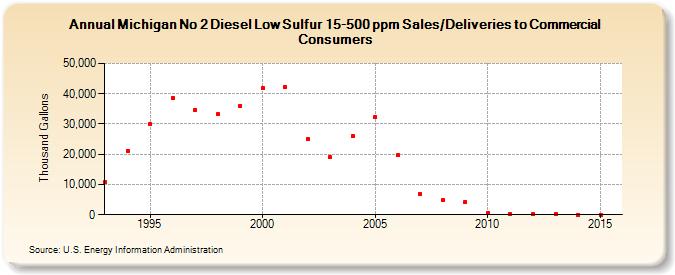 Annual Michigan No 2 Diesel Low Sulfur 15-500 ppm Sales/Deliveries to Commercial
Consumers
Thousand Gallons
50,000
40,000
30,000
20,000
10,000
0
1995
2000
2005
2010
2015
Source: U.S. Energy Information Administration